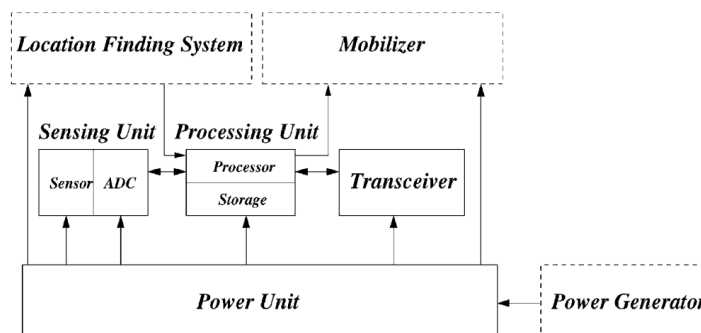 Location Finding System
Mobilizer
Sensing Unit
Processing Unit
Sensor
ADC
Processor
Storage
Transceiver
Power Unit
Power Generator